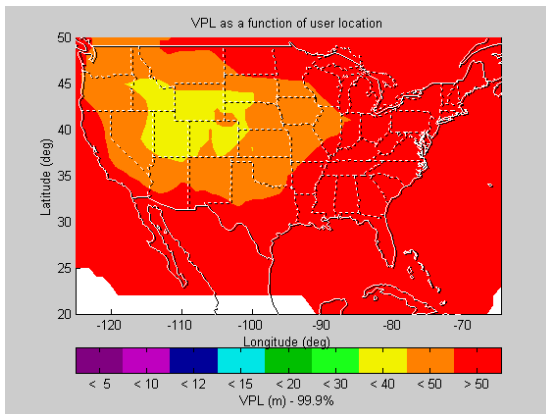 VPL as a function of user location
50
45
40
35
30
25
20
Latitude (deg)
-120 -110 -100 -90 -80 -70
Longitude (deg)
< 5 < 10 < 12 < 15 < 20 < 30 < 40 < 50 > 50
VPL (m) - 99.9%